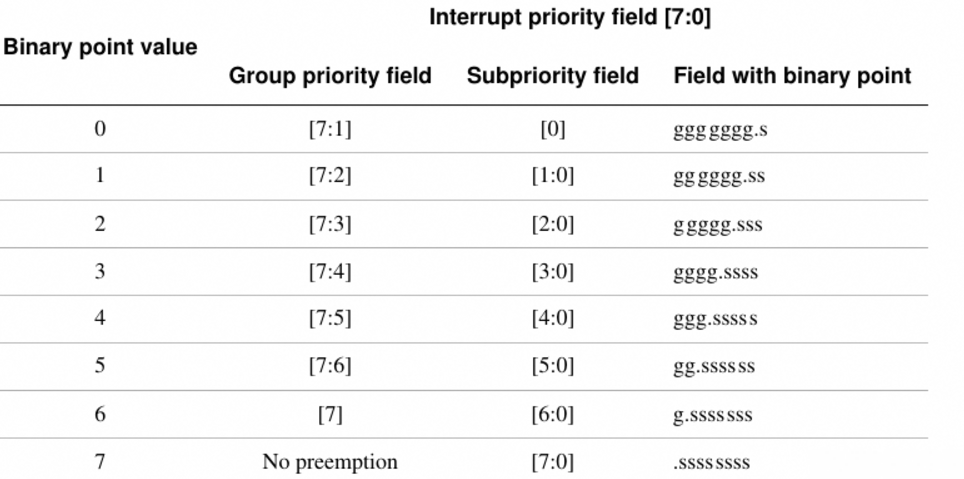 Interrupt priority field [7:0]
Binary point value
Group priority field Subpriority field Field with binary point
0 [7:1] [0] ggggggg.s
1 [7:2] [1:0] gggggg.ss
2 [7:3] [2:0] ggggg.sss
3 [7:4] [3:0] gggg.ssss
4 [7:5] [4:0] ggg.sssss
5 [7:6] [5:0] gg.ssssss
6 [7] [6:0] g.sssssss
7 No preemption [7:0] .ssssssss